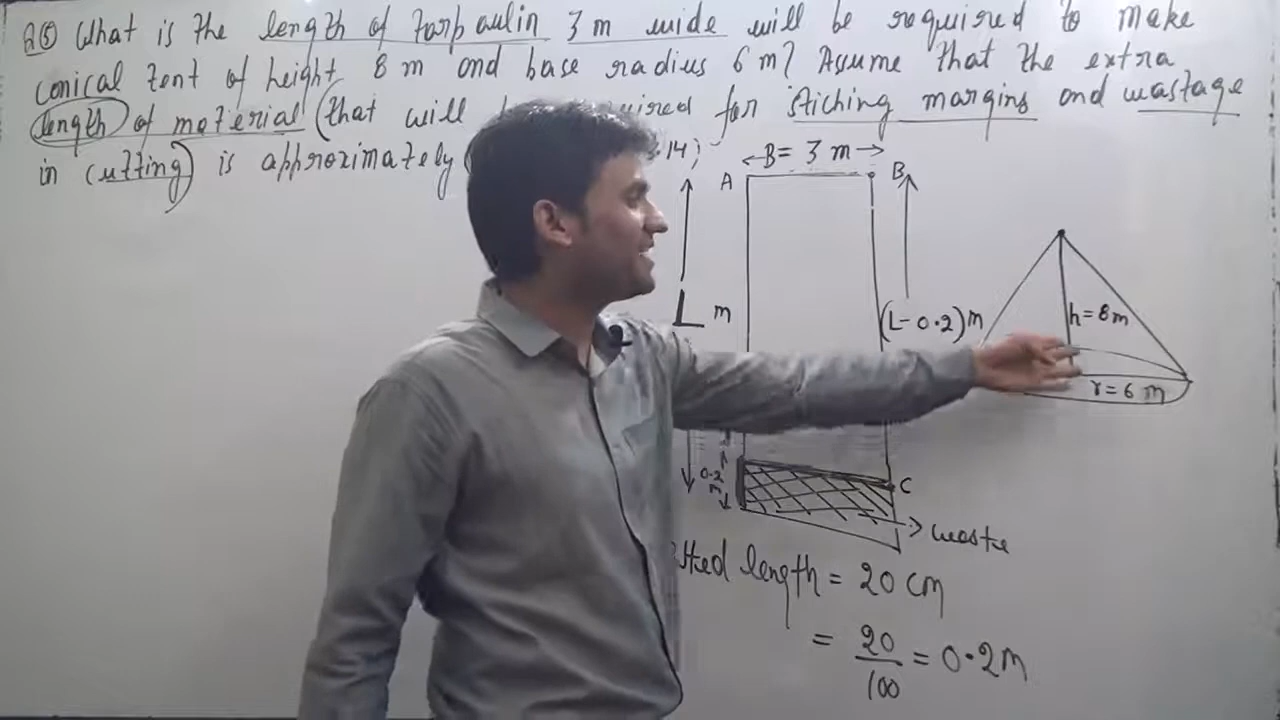 Q5 What is the length of tarpaulin 3 m wide will be required to make
conical tent of height 8 m and base radius 6 m? Assume that the extra
length of material (that will for stiching margins and wastage
in cutting) is approximately
.14)
B = 3 m
A
B
L m
(L-0.2)m
h=8m
r=6 m
0.2
m
C
waste
length = 20 cm
= 20/100 = 0.2m